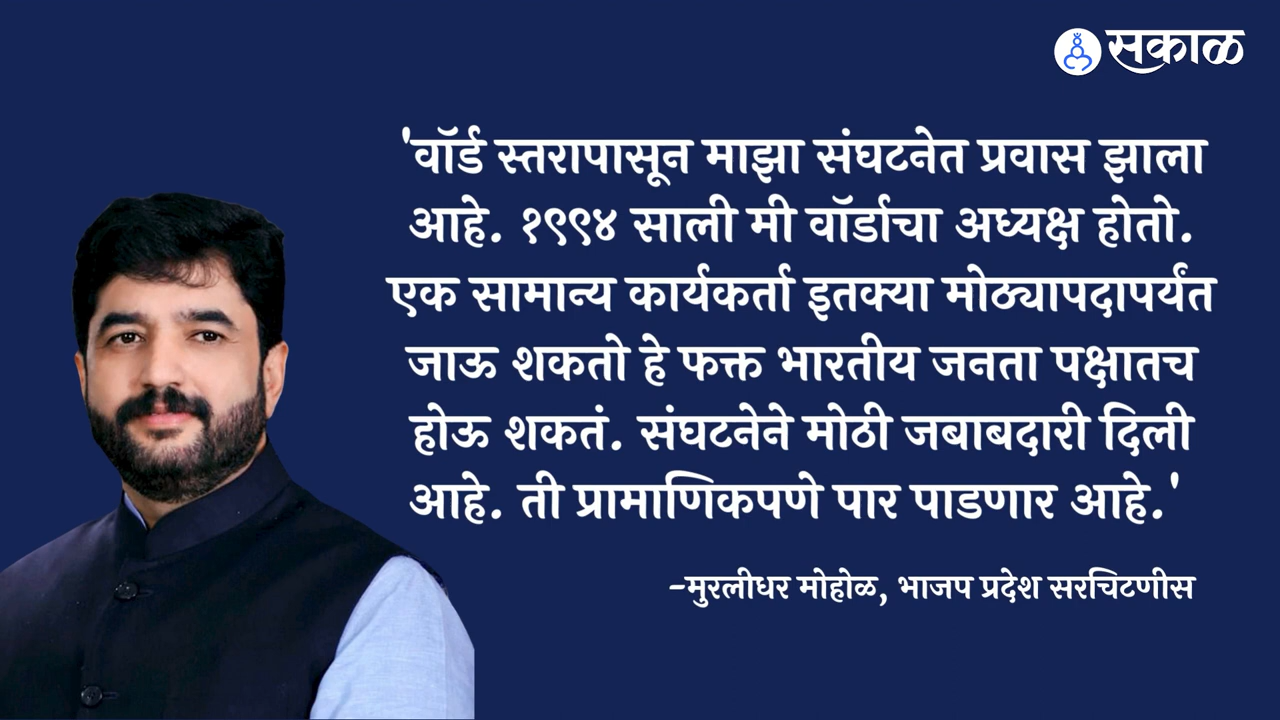 सकाळ
'वॉर्ड स्तरापासून माझा संघटनेत प्रवास झाला
आहे. १९९४ साली मी वॉर्डाचा अध्यक्ष होतो.
एक सामान्य कार्यकर्ता इतक्या मोठ्यापदापर्यंत
जाऊ शकतो हे फक्त भारतीय जनता पक्षातच
होऊ शकतं. संघटनेने मोठी जबाबदारी दिली
आहे. ती प्रामाणिकपणे पार पाडणार आहे.'
-मुरलीधर मोहोळ, भाजप प्रदेश सरचिटणीस